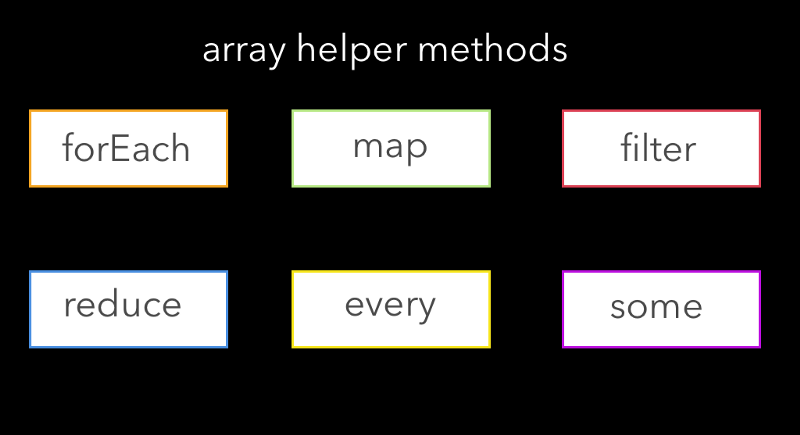 array helper methods
forEach
map
filter
reduce
every
some